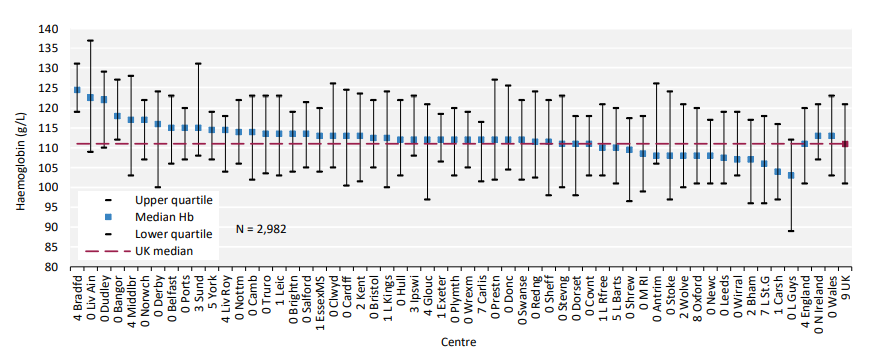 140
135
130
125
120
115
110
105
100
95
90
85
80
Haemoglobin (g/L)
Upper quartile
Median Hb
Lower quartile
UK median
N = 2,982
4 Bradfd
0 Liv Ain
0 Dudley
0 Bangor
4 Middlbr
0 Norwch
0 Derby
0 Belfast
0 Ports
3 Sund
5 York
4 Liv Roy
0 Nottm
0 Camb
0 Truro
1 Leic
0 Brightn
0 Salford
1 EssexMS
0 Clwyd
0 Cardff
2 Kent
0 Bristol
1 L Kings
0 Hull
3 Ipswi
4 Glouc
1 Exeter
0 Plymth
0 Wrexm
7 Carlis
0 Prestn
0 Donc
0 Swanse
0 Redng
0 Sheff
0 Stevng
0 Dorset
0 Covnt
1 L Rfree
5 L Barts
0 Shrew
0 M RI
0 Antrim
0 Stoke
2 Wolve
8 Oxford
0 Newc
0 Leeds
0 Wirral
2 Bham
7 L St.G
1 Carsh
0 L Guys
4 England
0 N Ireland
0 Wales
9 UK
Centre